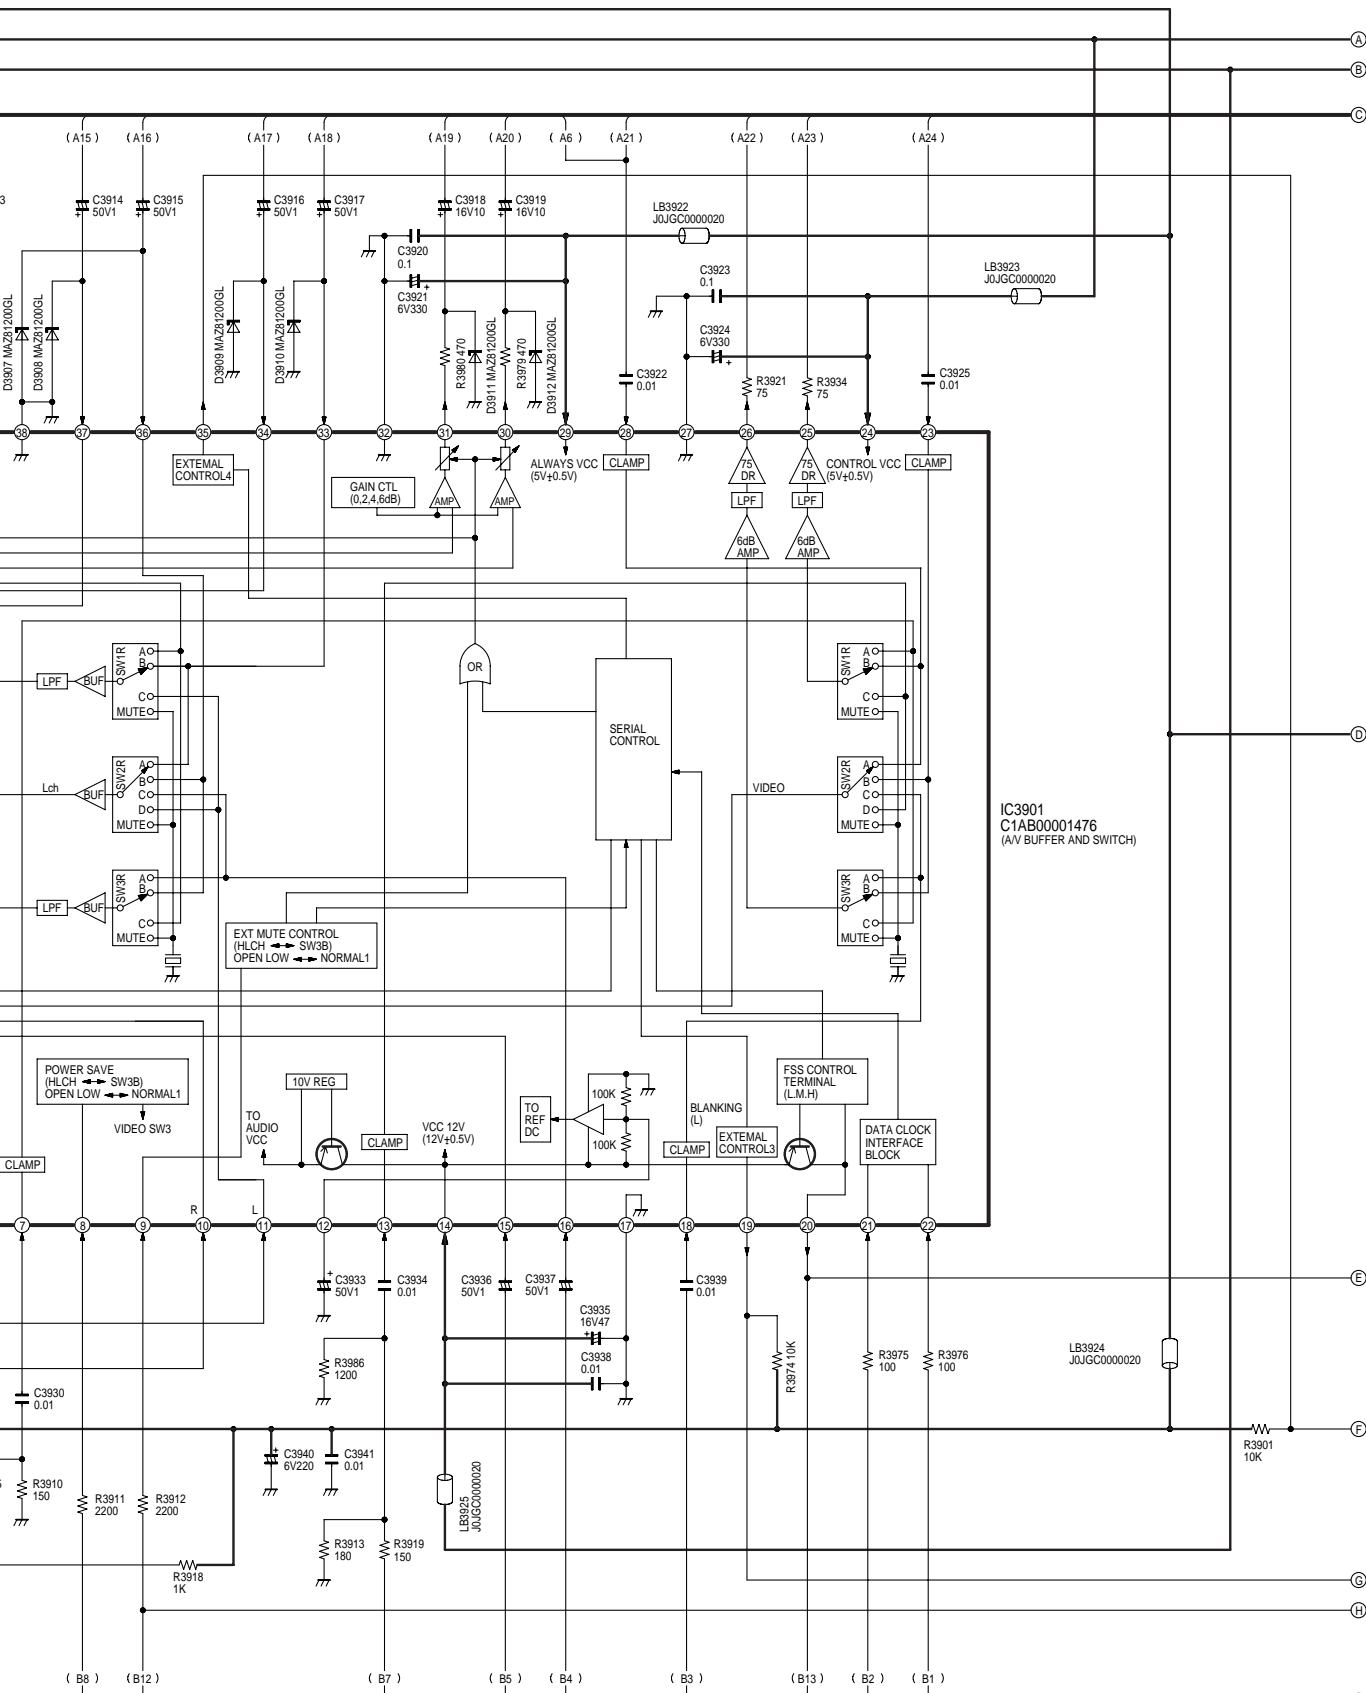 A
B
C
( A15 )
( A16 )
( A17 )
( A18 )
( A19 )
( A20 )
( A6 )
( A21 )
( A22 )
( A23 )
( A24 )
3
C3914
50V1
C3915
50V1
C3916
50V1
C3917
50V1
C3918
16V10
C3919
16V10
LB3922
J0JGC0000020
C3920
0.1
C3921
6V330
C3923
0.1
LB3923
J0JGC0000020
C3924
6V330
D3907 MAZ81200GL
D3908 MAZ81200GL
D3909 MAZ81200GL
D3910 MAZ81200GL
R3980 470
D3911 MAZ81200GL
R3979 470
D3912 MAZ81200GL
C3922
0.01
R3921
75
R3934
75
C3925
0.01
38
37
36
35
34
33
32
31
30
29
28
27
26
25
24
23
EXTEMAL
CONTROL4
GAIN CTL
(0,2,4,6dB)
AMP
AMP
ALWAYS VCC
(5V±0.5V)
CLAMP
75
DR
75
DR
CONTROL VCC
(5V±0.5V)
CLAMP
LPF
LPF
6dB
AMP
6dB
AMP
LPF
BUF
SW1R
A
B
C
MUTE
OR
SERIAL
CONTROL
SW1R
A
B
C
MUTE
D
Lch
BUF
SW2R
A
B
C
D
MUTE
VIDEO
SW2R
A
B
C
D
MUTE
IC3901
C1AB00001476
(A/V BUFFER AND SWITCH)
LPF
BUF
SW3R
A
B
C
MUTE
SW3R
A
B
C
MUTE
EXT MUTE CONTROL
(HLCH ↔ SW3B)
OPEN LOW ↔ NORMAL1
POWER SAVE
(HLCH ↔ SW3B)
OPEN LOW ↔ NORMAL1
VIDEO SW3
10V REG
TO
AUDIO
VCC
CLAMP
VCC 12V
(12V±0.5V)
TO
REF
DC
100K
100K
BLANKING
(L)
CLAMP
EXTEMAL
CONTROL3
FSS CONTROL
TERMINAL
(L.M.H)
DATA CLOCK
INTERFACE
BLOCK
CLAMP
R
L
7
8
9
10
11
12
13
14
15
16
17
18
19
20
21
22
C3933
50V1
C3934
0.01
C3936
50V1
C3937
50V1
C3939
0.01
E
C3935
16V47
C3938
0.01
R3986
1200
R3974 10K
R3975
100
R3976
100
LB3924
J0JGC0000020
C3930
0.01
F
R3901
10K
C3940
6V220
C3941
0.01
R3910
150
R3911
2200
R3912
2200
LB3925
J0JGC0000020
R3913
180
R3919
150
R3918
1K
G
H
( B8 )
( B12 )
( B7 )
( B5 )
( B4 )
( B3 )
( B13 )
( B2 )
( B1 )